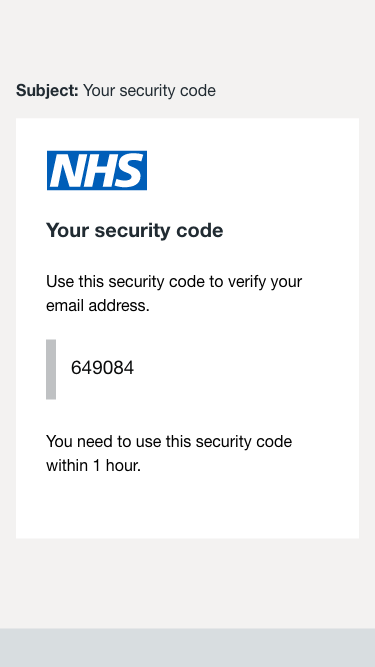 Subject: Your security code
NHS
Your security code
Use this security code to verify your
email address.
649084
You need to use this security code
within 1 hour.